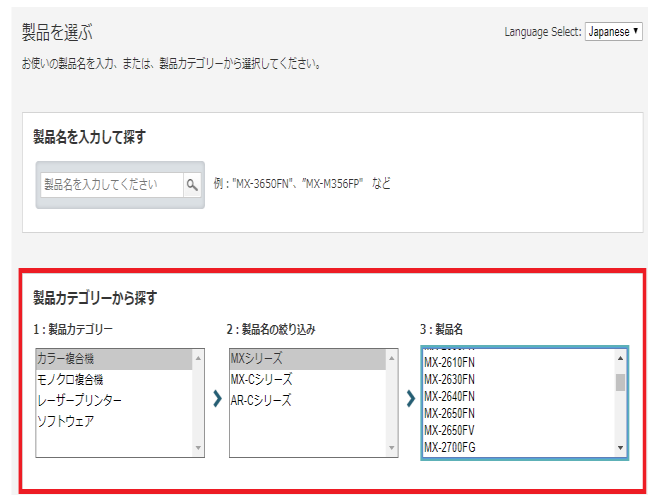 製品を選ぶ
Language Select: Japanese
お使いの製品名を入力、または、製品カテゴリーから選択してください。
製品名を入力して探す
製品名を入力してください
例："MX-3650FN"、"MX-M356FP" など
製品カテゴリーから探す
1：製品カテゴリー
2：製品名の絞り込み
3：製品名
カラー複合機
モノクロ複合機
レーザープリンター
ソフトウェア
MXシリーズ
MX-Cシリーズ
AR-Cシリーズ
MX-2610FN
MX-2630FN
MX-2640FN
MX-2650FN
MX-2650FV
MX-2700FG